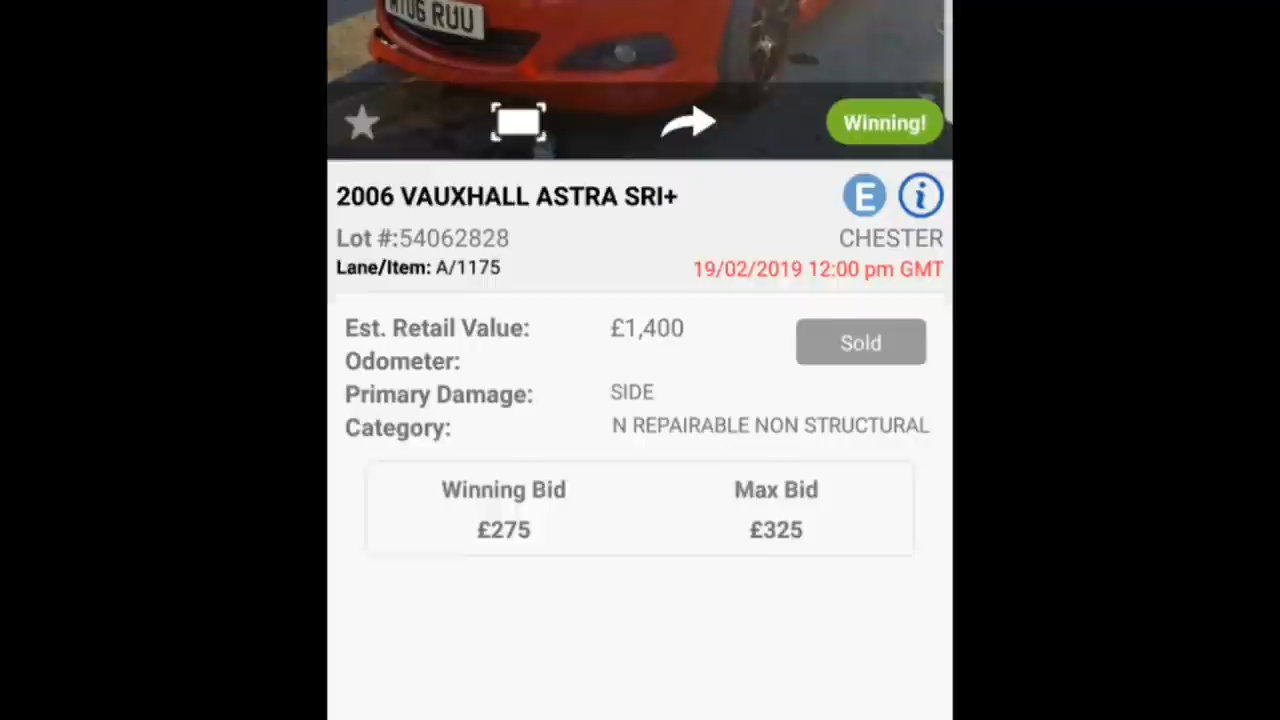 RUU
Winning!
2006 VAUXHALL ASTRA SRI+
E i
Lot #:54062828
CHESTER
Lane/Item: A/1175
19/02/2019 12:00 pm GMT
Est. Retail Value: £1,400
Sold
Odometer:
Primary Damage: SIDE
Category: N REPAIRABLE NON STRUCTURAL
Winning Bid Max Bid
£275 £325